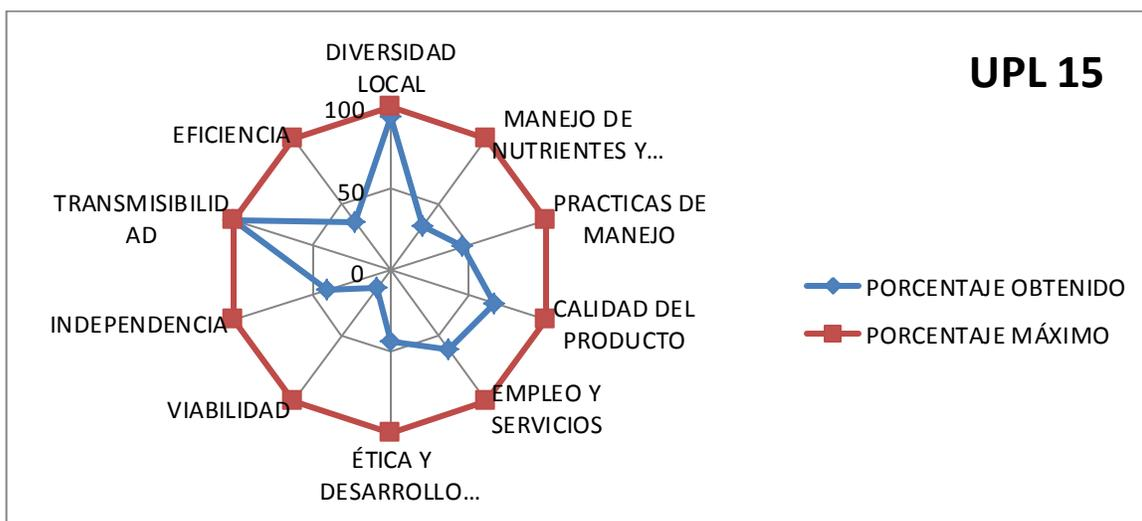 UPL 15
DIVERSIDAD
LOCAL
MANEJO DE
NUTRIENTES Y...
PRACTICAS DE
MANEJO
CALIDAD DEL
PRODUCTO
EMPLEO Y
SERVICIOS
ÉTICA Y
DESARROLLO...
VIABILIDAD
INDEPENDENCIA
TRANSMISIBILID
AD
EFICIENCIA
100
50
0
PORCENTAJE OBTENIDO
PORCENTAJE MÁXIMO